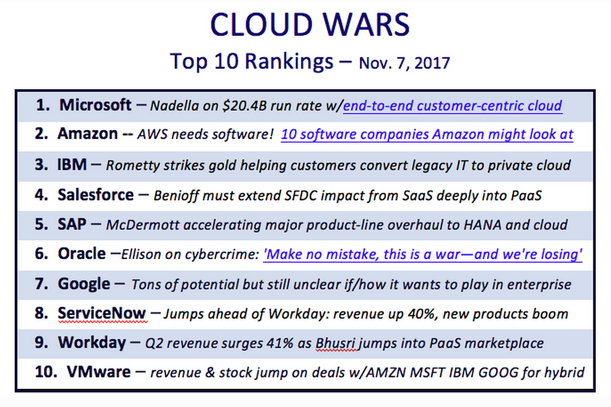 CLOUD WARS
Top 10 Rankings – Nov. 7, 2017
1. Microsoft – Nadella on $20.4B run rate w/end-to-end customer-centric cloud
2. Amazon -- AWS needs software! 10 software companies Amazon might look at
3. IBM – Rometty strikes gold helping customers convert legacy IT to private cloud
4. Salesforce – Benioff must extend SFDC impact from SaaS deeply into PaaS
5. SAP – McDermott accelerating major product-line overhaul to HANA and cloud
6. Oracle –Ellison on cybercrime: 'Make no mistake, this is a war—and we're losing'
7. Google – Tons of potential but still unclear if/how it wants to play in enterprise
8. ServiceNow – Jumps ahead of Workday: revenue up 40%, new products boom
9. Workday – Q2 revenue surges 41% as Bhusri jumps into PaaS marketplace
10. VMware – revenue & stock jump on deals w/AMZN MSFT IBM GOOG for hybrid